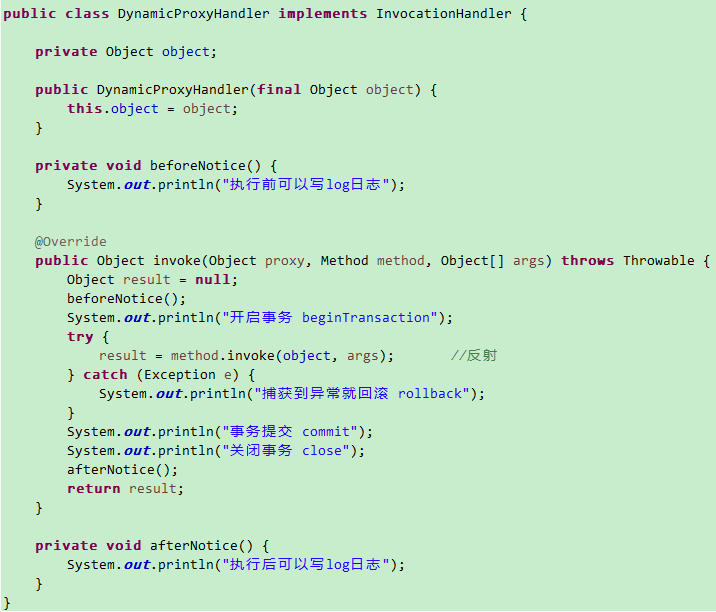 public class DynamicProxyHandler implements InvocationHandler {
private Object object;
public DynamicProxyHandler(final Object object) {
this.object = object;
}
private void beforeNotice() {
System.out.println("执行前可以写log日志");
}
@Override
public Object invoke(Object proxy, Method method, Object[] args) throws Throwable {
Object result = null;
beforeNotice();
System.out.println("开启事务 beginTransaction");
try {
result = method.invoke(object, args); //反射
} catch (Exception e) {
System.out.println("捕获到异常就回滚 rollback");
}
System.out.println("事务提交 commit");
System.out.println("关闭事务 close");
afterNotice();
return result;
}
private void afterNotice() {
System.out.println("执行后可以写log日志");
}
}